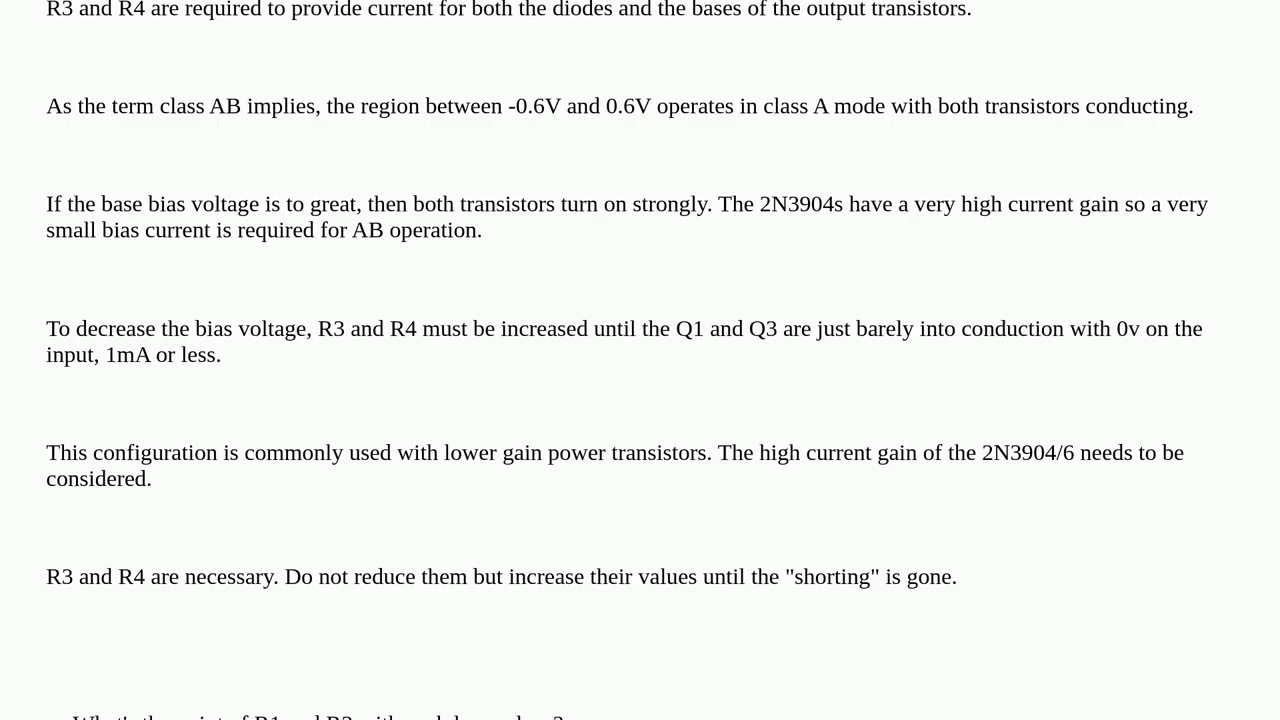 R3 and R4 are required to provide current for both the diodes and the bases of the output transistors.
As the term class AB implies, the region between -0.6V and 0.6V operates in class A mode with both transistors conducting.
If the base bias voltage is to great, then both transistors turn on strongly. The 2N3904s have a very high current gain so a very
small bias current is required for AB operation.
To decrease the bias voltage, R3 and R4 must be increased until the Q1 and Q3 are just barely into conduction with 0v on the
input, 1mA or less.
This configuration is commonly used with lower gain power transistors. The high current gain of the 2N3904/6 needs to be
considered.
R3 and R4 are necessary. Do not reduce them but increase their values until the "shorting" is gone.
What's the point of R1 and R2